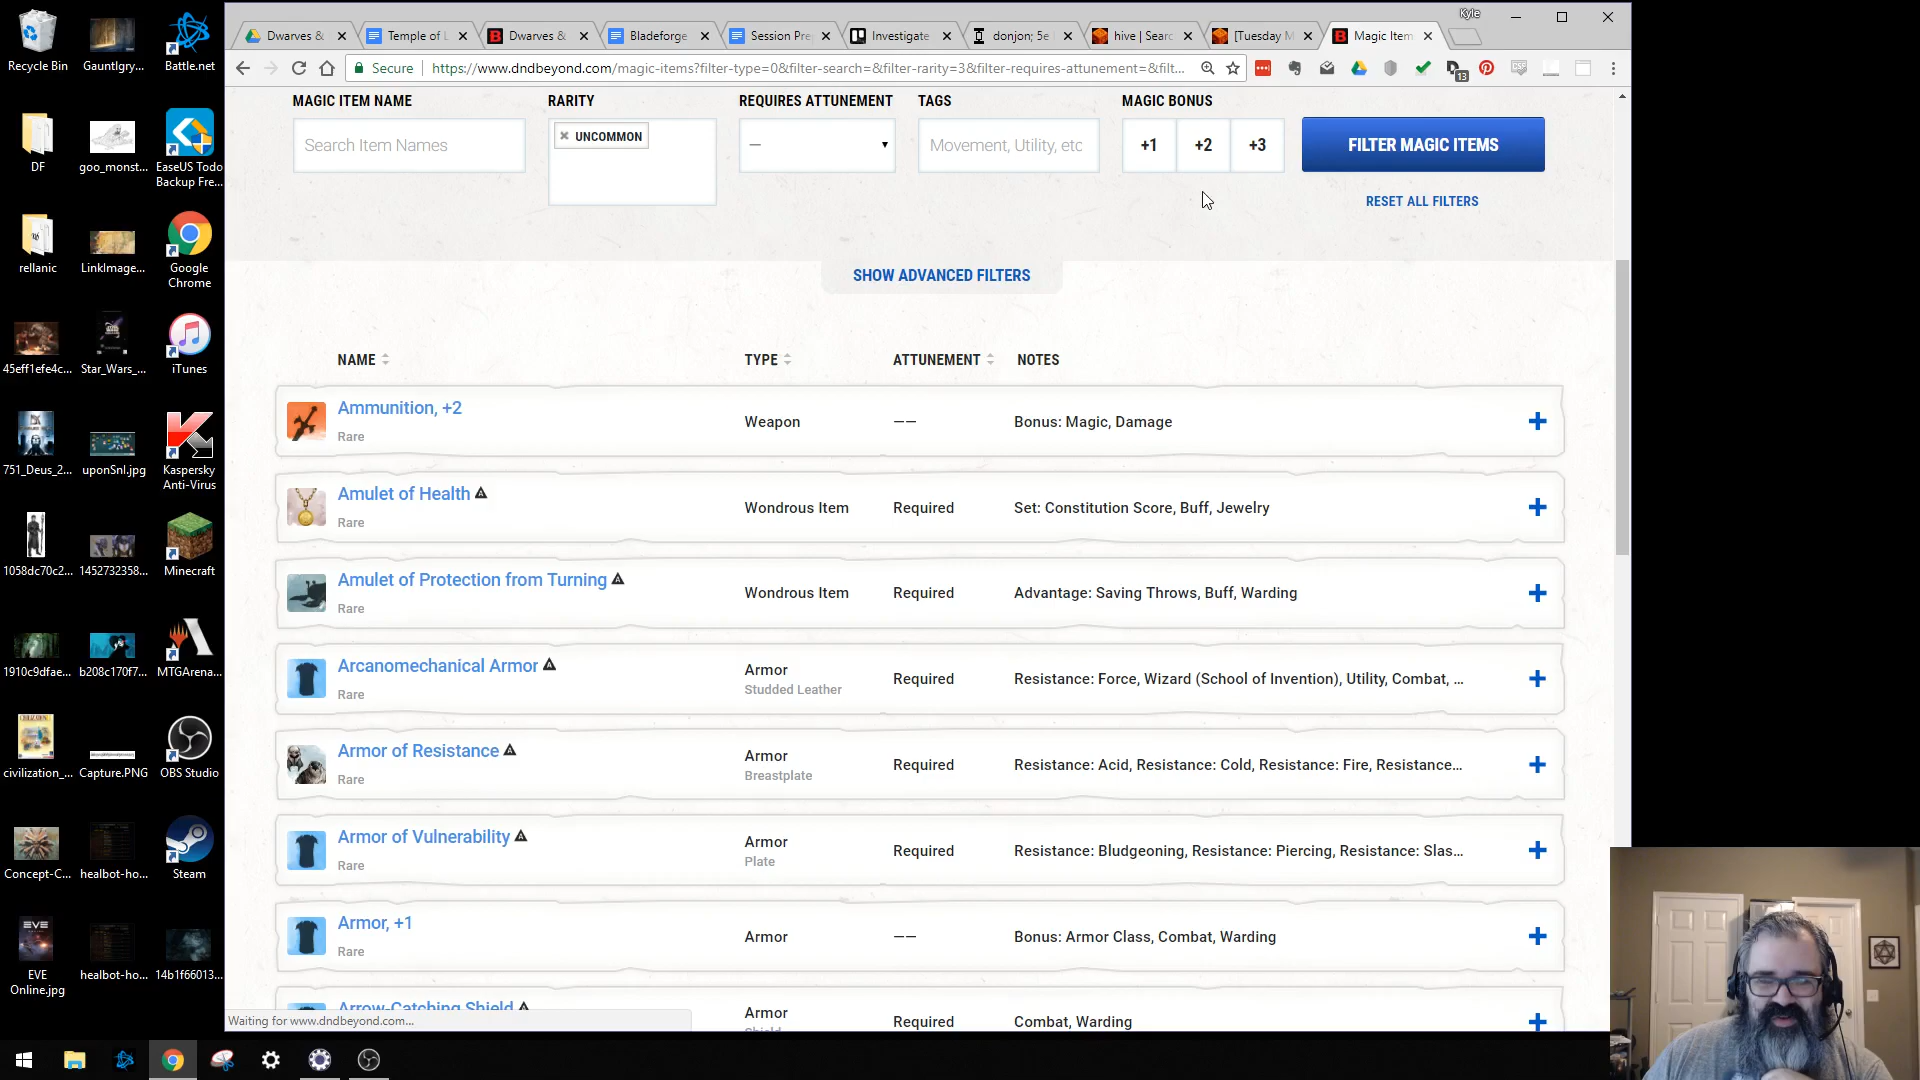 Kyle
Dwarves &
Temple of L
Dwarves &
Bladeforge
Session Pre
Investigate
donjon; 5e
hive | Searc
[Tuesday M
Magic Item
Secure
https://www.dndbeyond.com/magic-items?filter-type=0&filter-search=&filter-rarity=3&filter-requires-attunement=&filt...
13
MAGIC ITEM NAME
RARITY
REQUIRES ATTUNEMENT
TAGS
MAGIC BONUS
Search Item Names
× UNCOMMON
—
Movement, Utility, etc
+1
+2
+3
FILTER MAGIC ITEMS
RESET ALL FILTERS
SHOW ADVANCED FILTERS
NAME
TYPE
ATTUNEMENT
NOTES
Ammunition, +2
Rare
Weapon
——
Bonus: Magic, Damage
Amulet of Health
Rare
Wondrous Item
Required
Set: Constitution Score, Buff, Jewelry
Amulet of Protection from Turning
Rare
Wondrous Item
Required
Advantage: Saving Throws, Buff, Warding
Arcanomechanical Armor
Rare
Armor
Studded Leather
Required
Resistance: Force, Wizard (School of Invention), Utility, Combat, ...
Armor of Resistance
Rare
Armor
Breastplate
Required
Resistance: Acid, Resistance: Cold, Resistance: Fire, Resistance...
Armor of Vulnerability
Rare
Armor
Plate
Required
Resistance: Bludgeoning, Resistance: Piercing, Resistance: Slas...
Armor, +1
Rare
Armor
——
Bonus: Armor Class, Combat, Warding
Arrow-Catching Shield
Armor
Shield
Required
Combat, Warding
Waiting for www.dndbeyond.com...
Recycle Bin
Gauntlgry...
Battle.net
DF
goo_monst...
EaseUS Todo
Backup Fre...
rellanic
LinkImage...
Google
Chrome
45eff1efe4c...
Star_Wars_...
iTunes
751_Deus_2...
uponSnl.jpg
Kaspersky
Anti-Virus
1058dc70c2...
1452732358...
Minecraft
1910c9dfae...
b208c170f7...
MTGArena...
civilization_...
Capture.PNG
OBS Studio
Concept-C...
healbot-ho...
Steam
EVE
EVE
Online.jpg
healbot-ho...
14b1f66013...